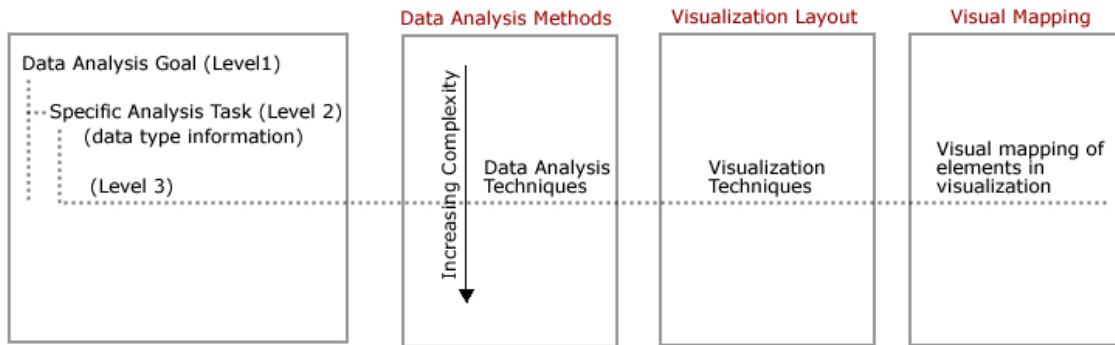 Data Analysis Methods
Visualization Layout
Visual Mapping
Data Analysis Goal (Level1)
Specific Analysis Task (Level 2)
(data type information)
(Level 3)
Increasing Complexity
Data Analysis
Techniques
Visualization
Techniques
Visual mapping of
elements in
visualization